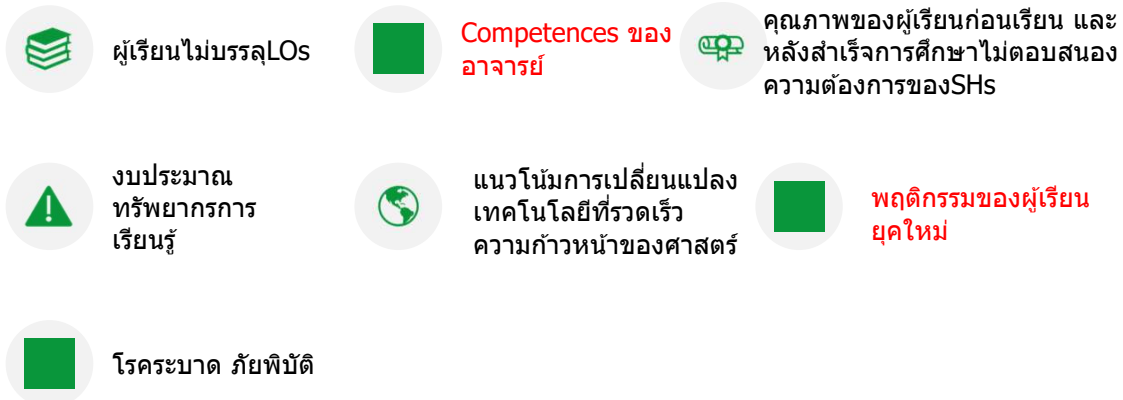 ผู้เรียนไม่บรรลุLOs
Competences ของ
อาจารย์
คุณภาพของผู้เรียนก่อนเรียน และ
หลังสำเร็จการศึกษาไม่ตอบสนอง
ความต้องการของSHs
งบประมาณ
ทรัพยากรการ
เรียนรู้
แนวโน้มการเปลี่ยนแปลง
เทคโนโลยีที่รวดเร็ว
ความก้าวหน้าของศาสตร์
พฤติกรรมของผู้เรียน
ยุคใหม่
โรคระบาด ภัยพิบัติ